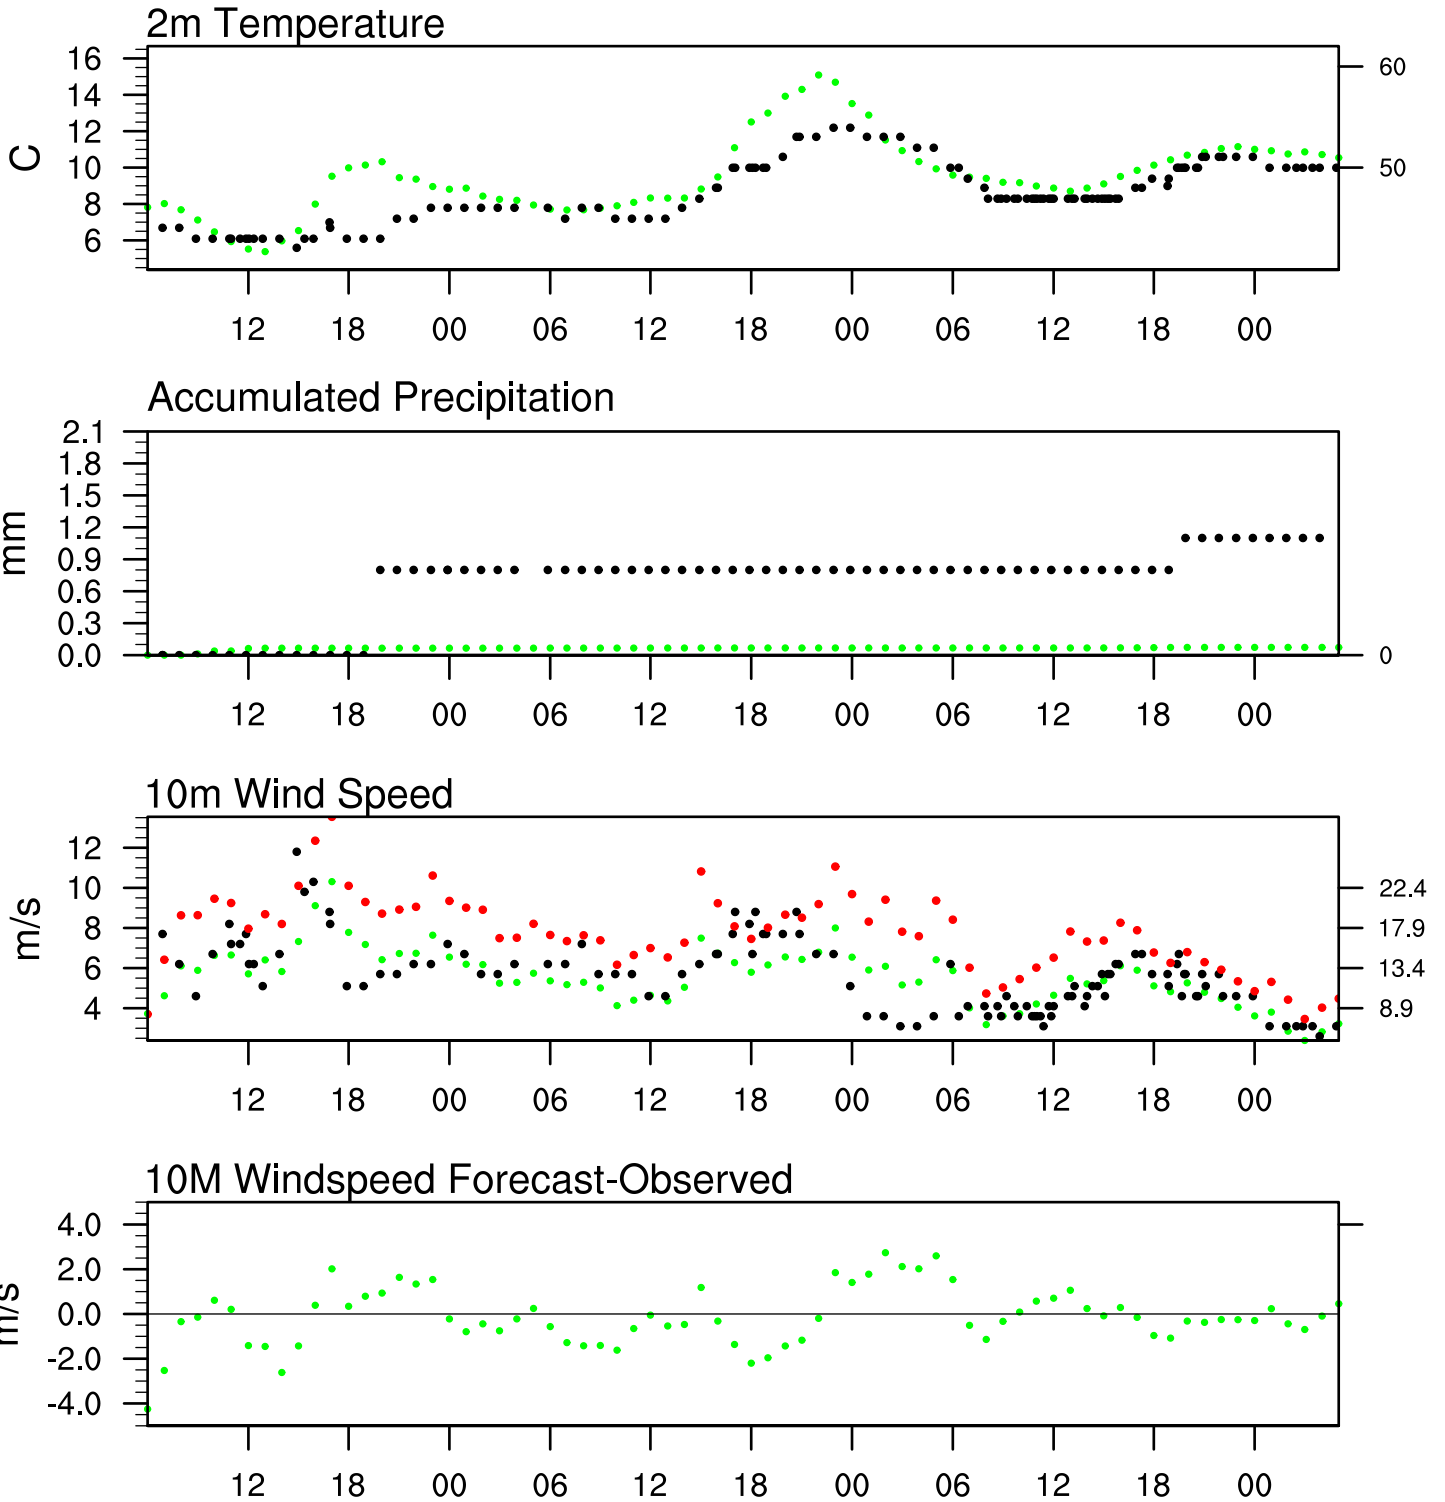 2m Temperature
16
14
12
10
8
6
C
60
50
12 18 00 06 12 18 00 06 12 18 00
Accumulated Precipitation
2.1
1.8
1.5
1.2
0.9
0.6
0.3
0.0
mm
0
12 18 00 06 12 18 00 06 12 18 00
10m Wind Speed
12
10
8
6
4
m/s
22.4
17.9
13.4
8.9
12 18 00 06 12 18 00 06 12 18 00
10M Windspeed Forecast-Observed
4.0
2.0
0.0
-2.0
-4.0
m/s
12 18 00 06 12 18 00 06 12 18 00